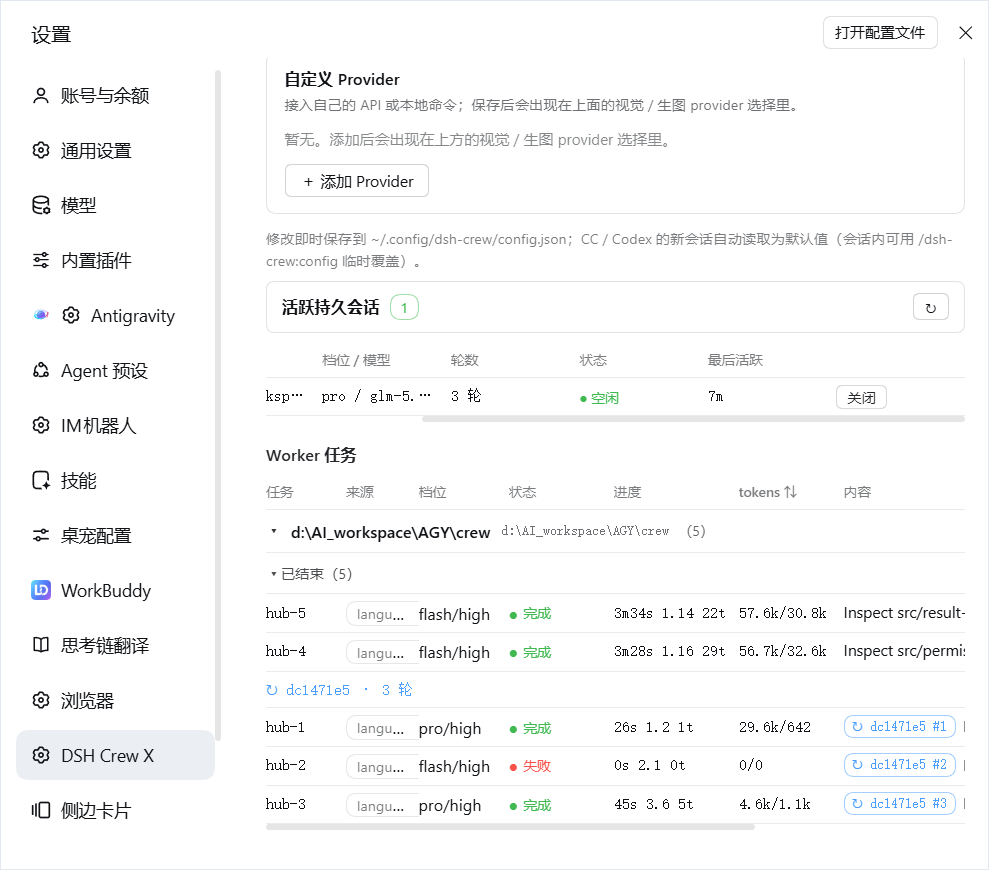 设置
打开配置文件
账号与余额
通用设置
模型
内置插件
Antigravity
Agent 预设
IM机器人
技能
桌宠配置
WorkBuddy
思考链翻译
浏览器
DSH Crew X
侧边卡片
自定义 Provider
接入自己的 API 或本地命令；保存后会出现在上面的视觉 / 生图 provider 选择里。
暂无。添加后会出现在上方的视觉 / 生图 provider 选择里。
+ 添加 Provider
修改即时保存到 ~/.config/dsh-crew/config.json；CC / Codex 的新会话自动读取为默认值（会话内可用 /dsh-
crew:config 临时覆盖）。
活跃持久会话 1 ↻
档位 / 模型 轮数 状态 最后活跃
ksp… pro / glm-5.… 3 轮 空闲 7m 关闭
Worker 任务
任务 来源 档位 状态 进度 tokens ⇅ 内容
▾ d:\AI_workspace\AGY\crew d:\AI_workspace\AGY\crew (5)
▾ 已结束 (5)
hub-5 langu... flash/high 完成 3m34s 1.14 22t 57.6k/30.8k Inspect src/result-
hub-4 langu... flash/high 完成 3m28s 1.16 29t 56.7k/32.6k Inspect src/permis
↻ dc1471e5 · 3 轮
hub-1 langu... pro/high 完成 26s 1.2 1t 29.6k/642 ↻ dc1471e5 #1
hub-2 langu... flash/high 失败 0s 2.1 0t 0/0 ↻ dc1471e5 #2
hub-3 langu... pro/high 完成 45s 3.6 5t 4.6k/1.1k ↻ dc1471e5 #3